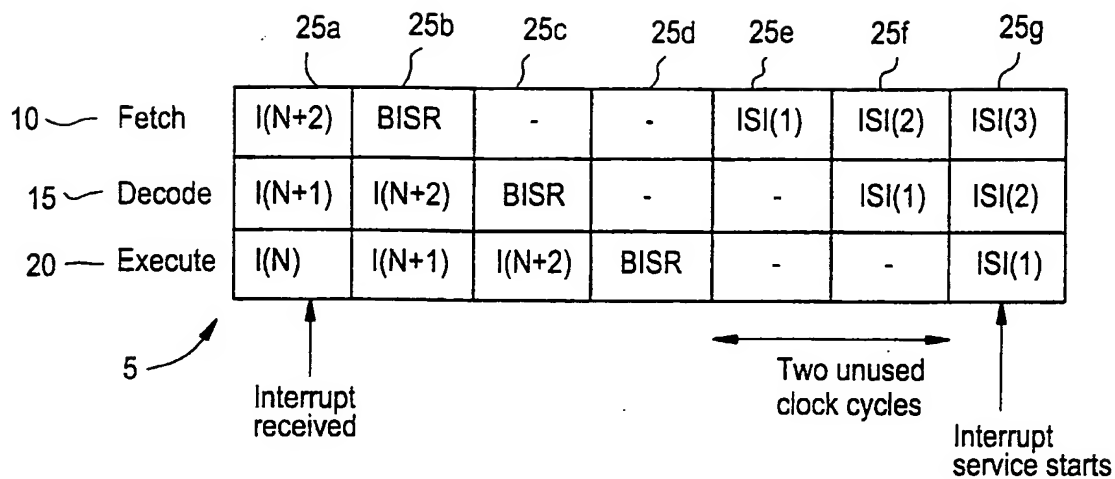 25a 25b 25c 25d 25e 25f 25g
10 Fetch I(N+2) BISR - - ISI(1) ISI(2) ISI(3)
15 Decode I(N+1) I(N+2) BISR - - ISI(1) ISI(2)
20 Execute I(N) I(N+1) I(N+2) BISR - - ISI(1)
5
Interrupt
received
Two unused
clock cycles
Interrupt
service starts